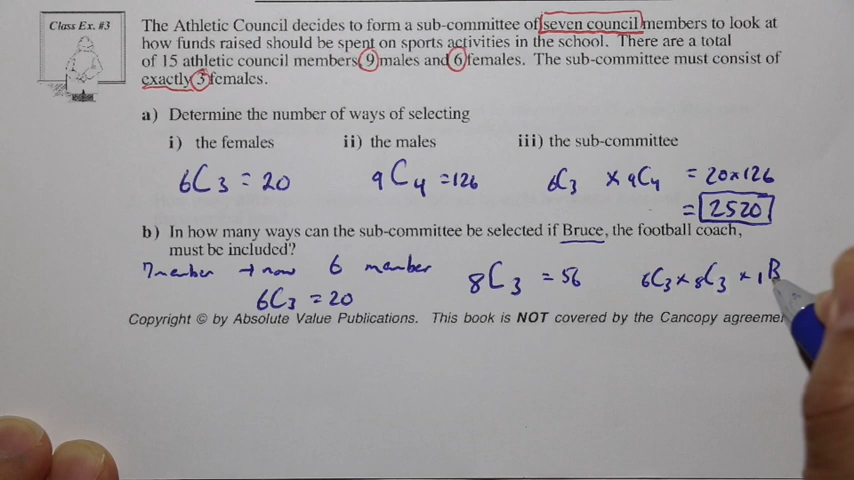 Class Ex. #3
The Athletic Council decides to form a sub-committee of seven council members to look at
how funds raised should be spent on sports activities in the school. There are a total
of 15 athletic council members 9 males and 6 females. The sub-committee must consist of
exactly 3 females.
a) Determine the number of ways of selecting
i) the females ii) the males iii) the sub-committee
6C3 = 20 9C4 = 126 6C3 × 9C4 = 20×126
= 2520
b) In how many ways can the sub-committee be selected if Bruce, the football coach,
must be included?
7 member → now 6 member 8C3 = 56 6C3 × 8C3 × 1B
6C3 = 20
Copyright © by Absolute Value Publications. This book is NOT covered by the Cancopy agreeme